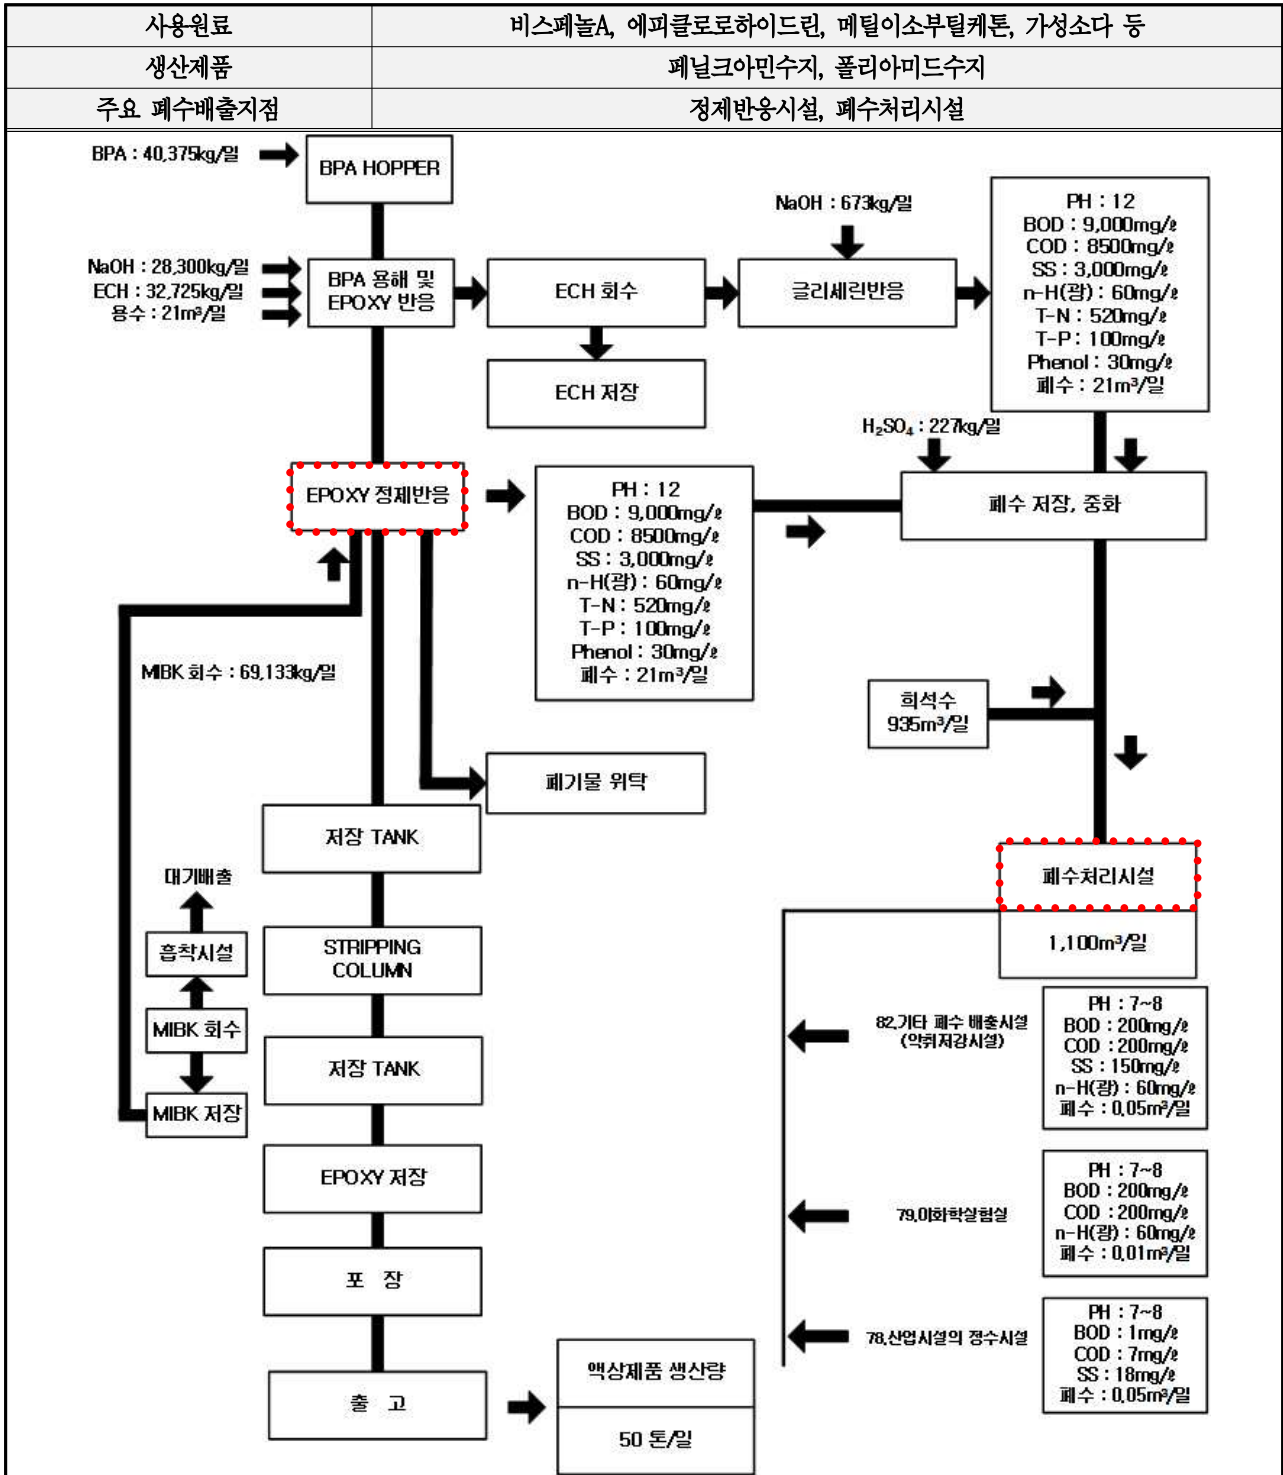 사용원료
비스페놀A, 에피클로로하이드린, 메틸이소부틸케톤, 가성소다 등
생산제품
페닐크아민수지, 폴리아미드수지
주요 폐수배출지점
정제반응시설, 폐수처리시설
BPA : 40,375kg/일
BPA HOPPER
NaOH : 28,300kg/일
ECH : 32,725kg/일
용수 : 21m³/일
BPA 용해 및
EPOXY 반응
ECH 회수
ECH 저장
NaOH : 673kg/일
글리세린반응
PH : 12
BOD : 9,000mg/ℓ
COD : 8500mg/ℓ
SS : 3,000mg/ℓ
n-H(광) : 60mg/ℓ
T-N : 520mg/ℓ
T-P : 100mg/ℓ
Phenol : 30mg/ℓ
폐수 : 21m³/일
H₂SO₄ : 227kg/일
EPOXY 정제반응
PH : 12
BOD : 9,000mg/ℓ
COD : 8500mg/ℓ
SS : 3,000mg/ℓ
n-H(광) : 60mg/ℓ
T-N : 520mg/ℓ
T-P : 100mg/ℓ
Phenol : 30mg/ℓ
폐수 : 21m³/일
폐수 저장, 중화
MIBK 회수 : 69,133kg/일
희석수
935m³/일
폐기물 위탁
저장 TANK
폐수처리시설
1,100m³/일
대기배출
흡착시설
MIBK 회수
MIBK 저장
STRIPPING
COLUMN
저장 TANK
EPOXY 저장
포 장
출 고
액상제품 생산량
50 톤/일
82.기타 폐수 배출시설
(악취저감시설)
PH : 7~8
BOD : 200mg/ℓ
COD : 200mg/ℓ
SS : 150mg/ℓ
n-H(광) : 60mg/ℓ
폐수 : 0.05m³/일
79.이화학실험실
PH : 7~8
BOD : 200mg/ℓ
COD : 200mg/ℓ
n-H(광) : 60mg/ℓ
폐수 : 0.01m³/일
78.산업시설의 정수시설
PH : 7~8
BOD : 1mg/ℓ
COD : 7mg/ℓ
SS : 18mg/ℓ
폐수 : 0.05m³/일